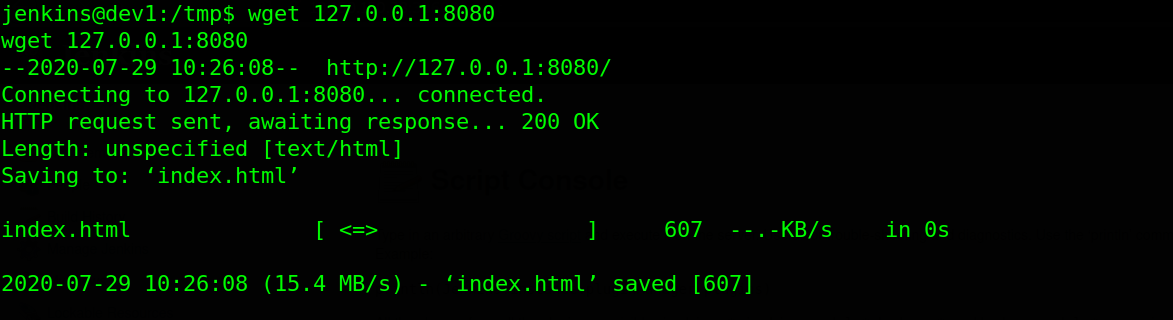 jenkins@dev1:/tmp$ wget 127.0.0.1:8080
wget 127.0.0.1:8080
--2020-07-29 10:26:08--  http://127.0.0.1:8080/
Connecting to 127.0.0.1:8080... connected.
HTTP request sent, awaiting response... 200 OK
Length: unspecified [text/html]
Saving to: ‘index.html’
Script Console
index.html              [ <=>                ]     607  --.-KB/s    in 0s
2020-07-29 10:26:08 (15.4 MB/s) - ‘index.html’ saved [607]